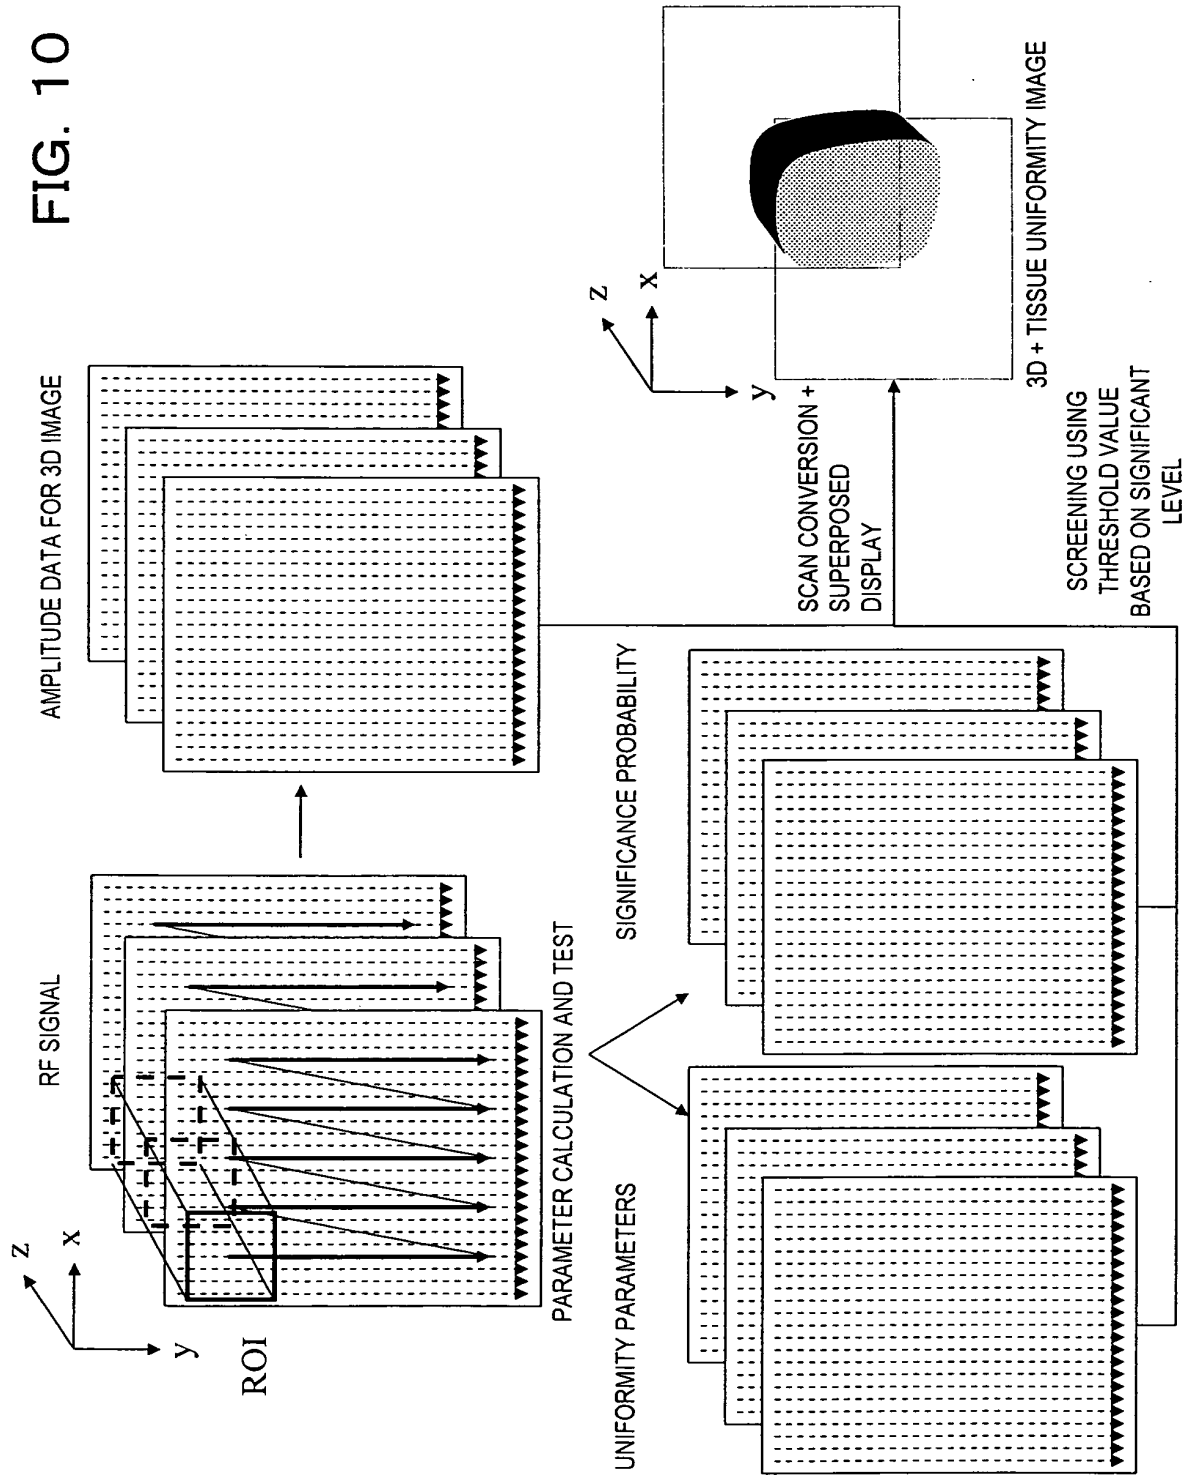 FIG. 10
z
x
y
ROI
RF SIGNAL
AMPLITUDE DATA FOR 3D IMAGE
PARAMETER CALCULATION AND TEST
UNIFORMITY PARAMETERS
SIGNIFICANCE PROBABILITY
SCAN CONVERSION +
SUPERPOSED
DISPLAY
z
x
y
3D + TISSUE UNIFORMITY IMAGE
SCREENING USING
THRESHOLD VALUE
BASED ON SIGNIFICANT
LEVEL